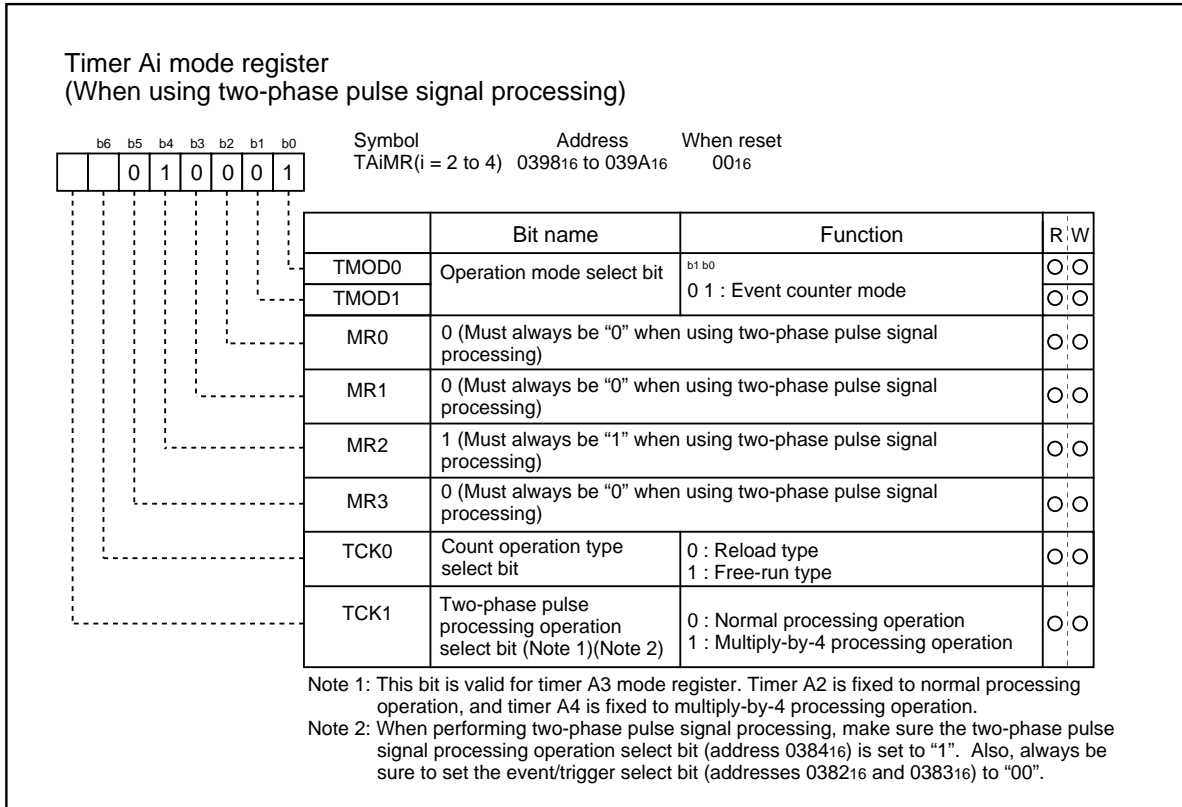 Timer Ai mode register
(When using two-phase pulse signal processing)
b6 b5 b4 b3 b2 b1 b0
0 1 0 0 0 1
Symbol Address When reset
TAiMR(i = 2 to 4) 039816 to 039A16 0016
Bit name Function R W
TMOD0 Operation mode select bit b1 b0
TMOD1 0 1 : Event counter mode
MR0 0 (Must always be “0” when using two-phase pulse signal
processing)
MR1 0 (Must always be “0” when using two-phase pulse signal
processing)
MR2 1 (Must always be “1” when using two-phase pulse signal
processing)
MR3 0 (Must always be “0” when using two-phase pulse signal
processing)
TCK0 Count operation type 0 : Reload type
select bit 1 : Free-run type
TCK1 Two-phase pulse
processing operation 0 : Normal processing operation
select bit (Note 1)(Note 2) 1 : Multiply-by-4 processing operation
Note 1: This bit is valid for timer A3 mode register. Timer A2 is fixed to normal processing
operation, and timer A4 is fixed to multiply-by-4 processing operation.
Note 2: When performing two-phase pulse signal processing, make sure the two-phase pulse
signal processing operation select bit (address 038416) is set to “1”. Also, always be
sure to set the event/trigger select bit (addresses 038216 and 038316) to “00”.